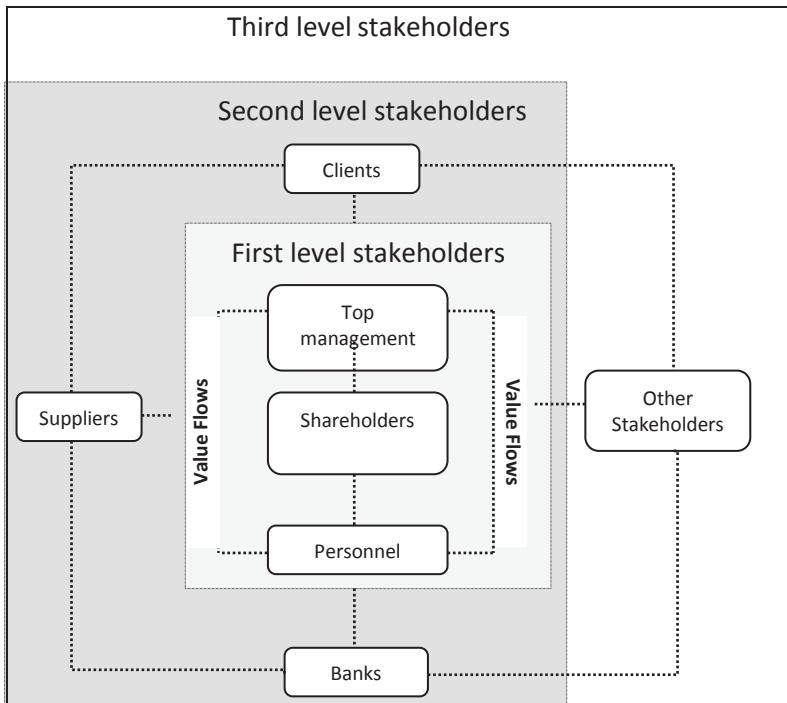 Third level stakeholders
Second level stakeholders
Clients
First level stakeholders
Top
management
Value Flows
Value Flows
Suppliers
Shareholders
Other
Stakeholders
Personnel
Banks